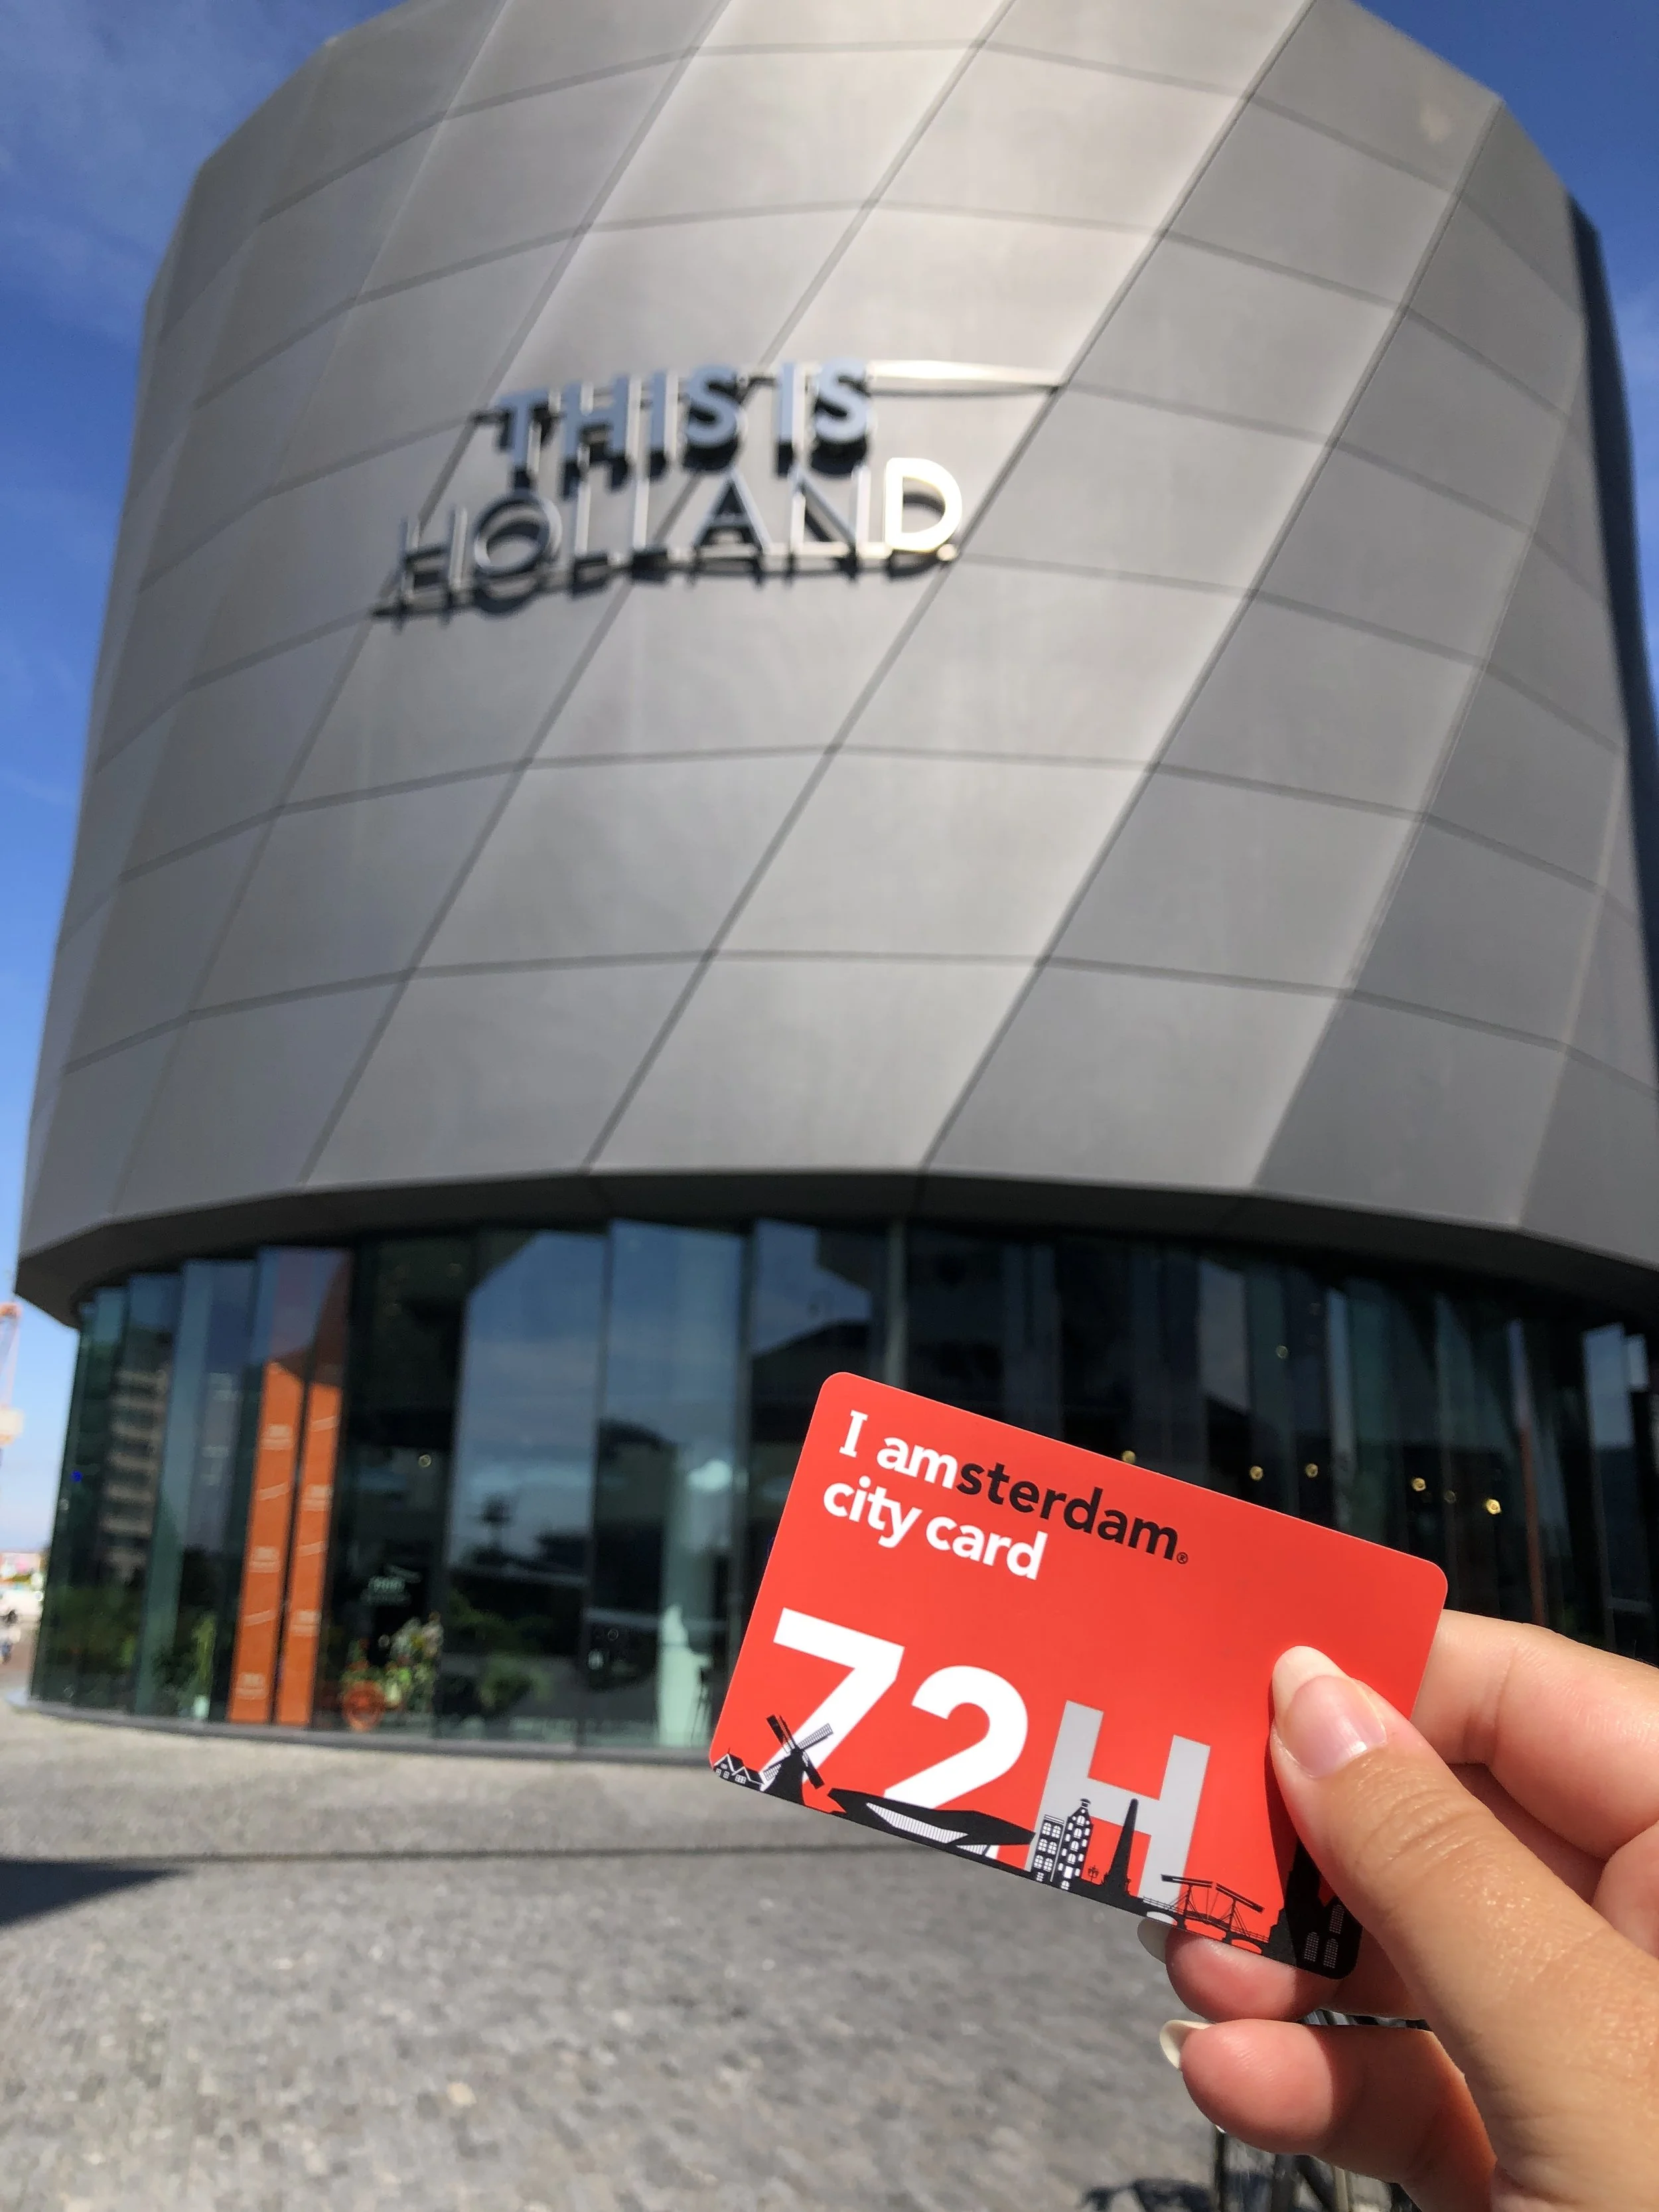 THIS IS
HOLLAND
I amsterdam®
city card
72H